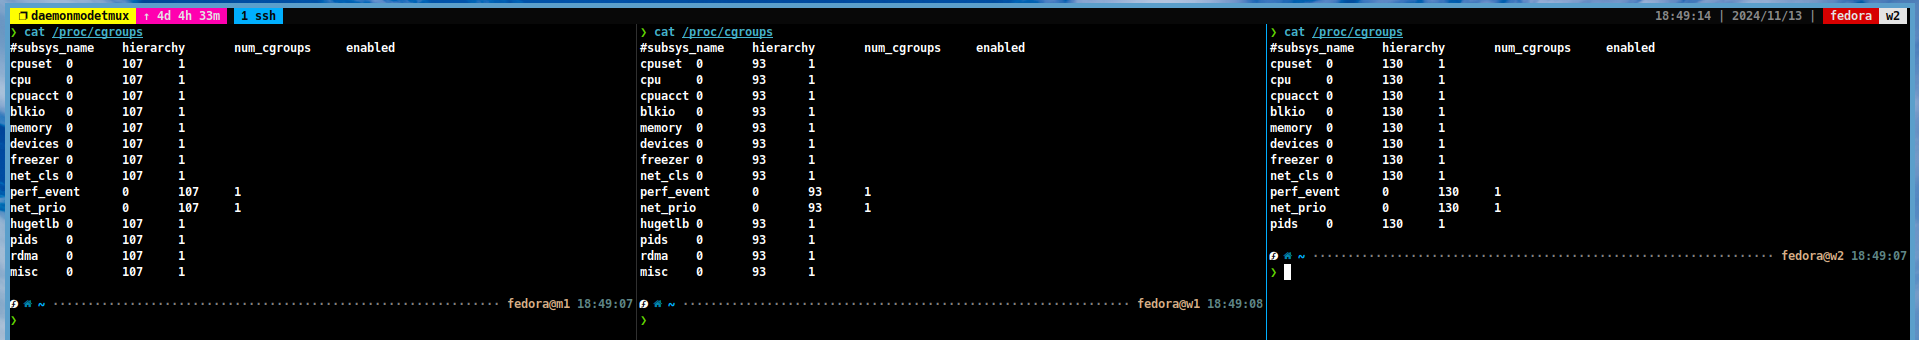 daemonmodetmux ↑ 4d 4h 33m 1 ssh 18:49:14 | 2024/11/13 | fedora w2
❯ cat /proc/cgroups
#subsys_name hierarchy num_cgroups enabled
cpuset 0 107 1
cpu 0 107 1
cpuacct 0 107 1
blkio 0 107 1
memory 0 107 1
devices 0 107 1
freezer 0 107 1
net_cls 0 107 1
perf_event 0 107 1
net_prio 0 107 1
hugetlb 0 107 1
pids 0 107 1
rdma 0 107 1
misc 0 107 1
~ fedora@m1 18:49:07
❯
❯ cat /proc/cgroups
#subsys_name hierarchy num_cgroups enabled
cpuset 0 93 1
cpu 0 93 1
cpuacct 0 93 1
blkio 0 93 1
memory 0 93 1
devices 0 93 1
freezer 0 93 1
net_cls 0 93 1
perf_event 0 93 1
net_prio 0 93 1
hugetlb 0 93 1
pids 0 93 1
rdma 0 93 1
misc 0 93 1
~ fedora@w1 18:49:08
❯
❯ cat /proc/cgroups
#subsys_name hierarchy num_cgroups enabled
cpuset 0 130 1
cpu 0 130 1
cpuacct 0 130 1
blkio 0 130 1
memory 0 130 1
devices 0 130 1
freezer 0 130 1
net_cls 0 130 1
perf_event 0 130 1
net_prio 0 130 1
pids 0 130 1
~ fedora@w2 18:49:07
❯